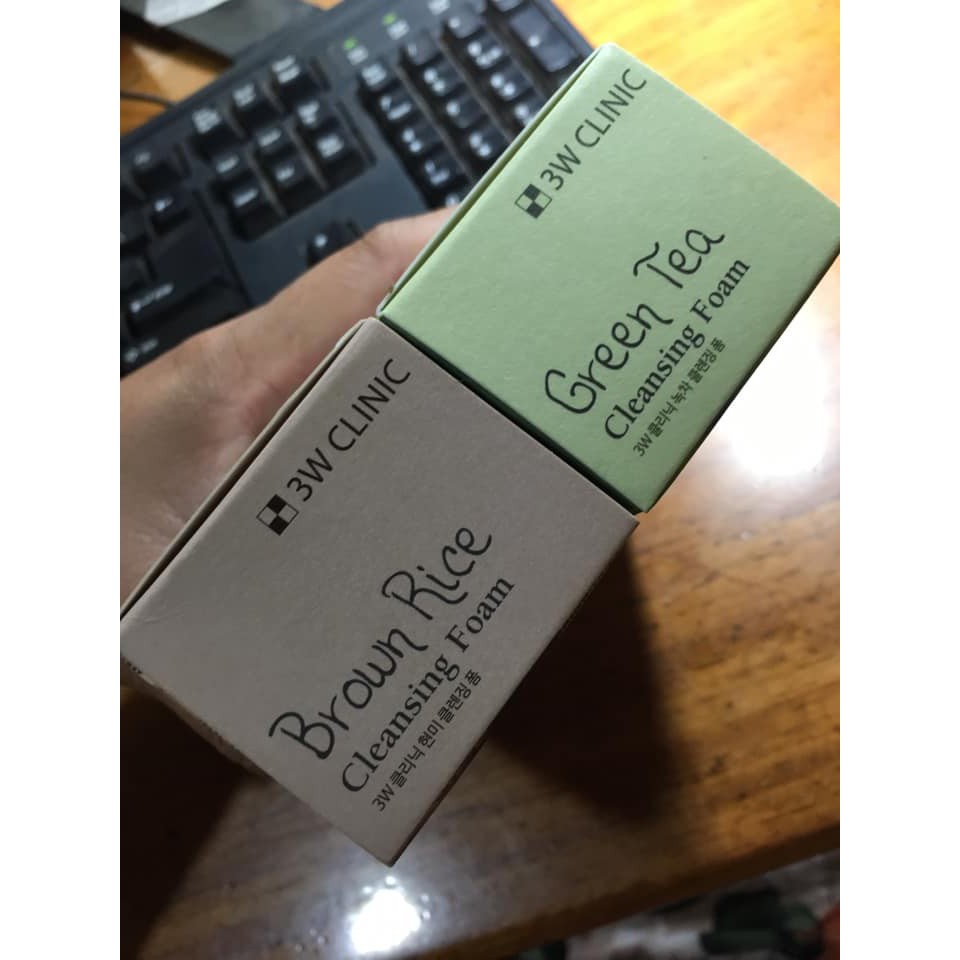 3W CLINIC
Green Tea
Cleansing Foam
3W 클리닉 녹차 클렌징 폼
3W CLINIC
Brown Rice
Cleansing Foam
3W 클리닉 현미 클렌징 폼